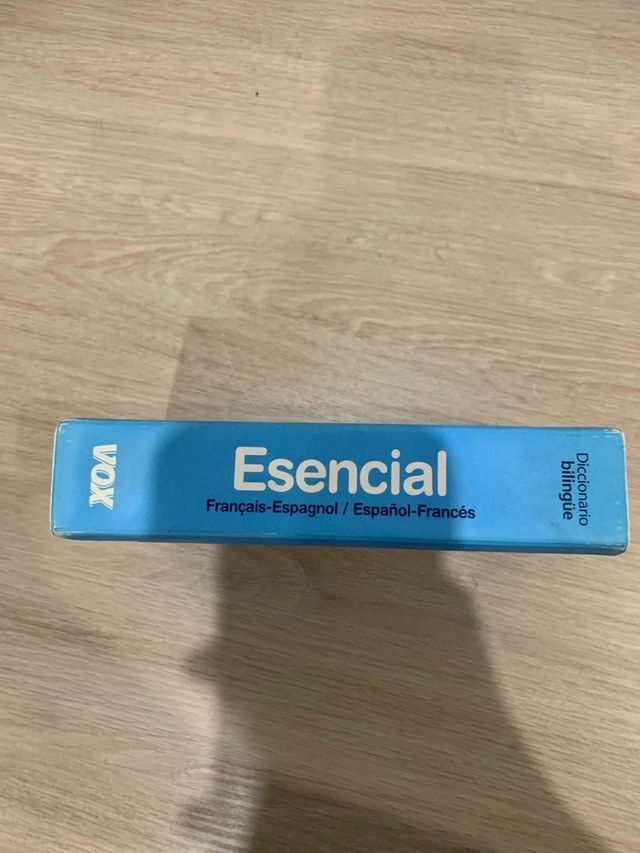 VOX
Esencial
Français-Espagnol / Español-Francés
Diccionario
bilingüe